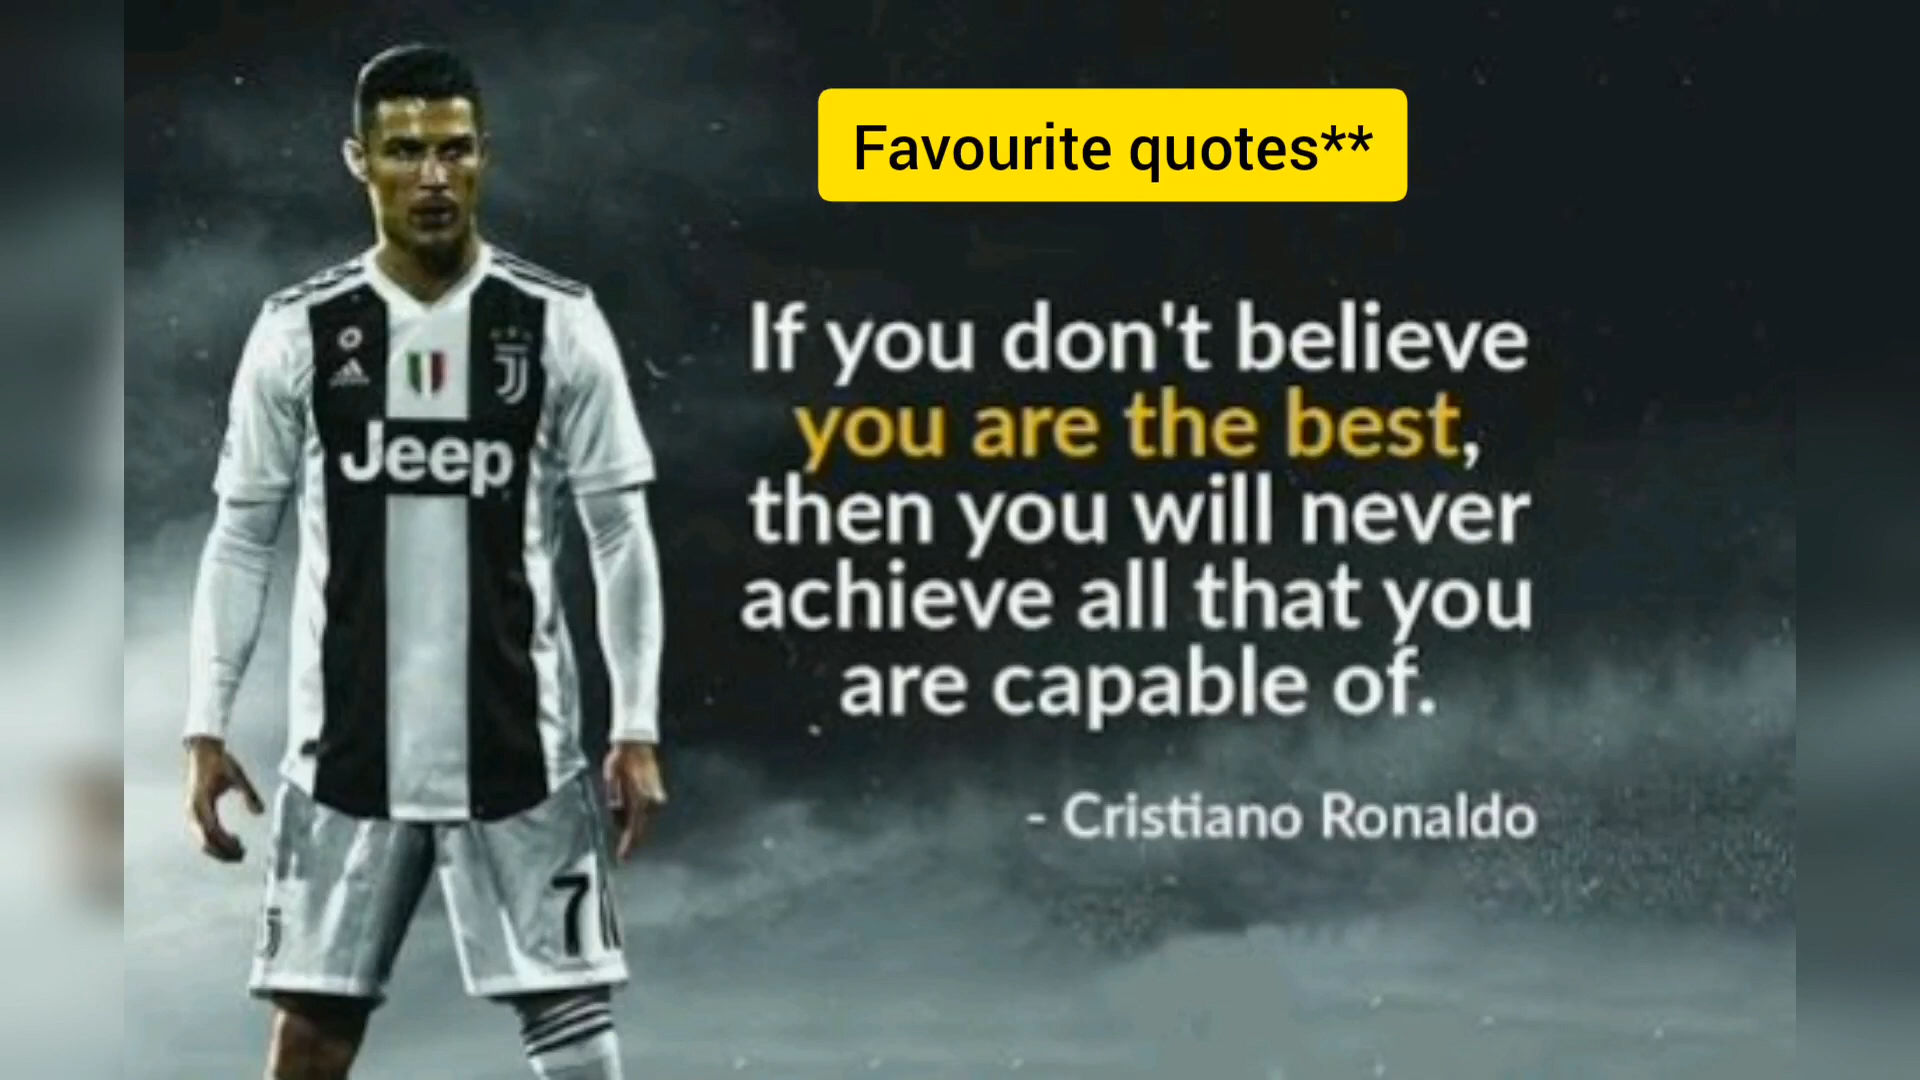 Favourite quotes**
If you don't believe
you are the best,
then you will never
achieve all that you
are capable of.
- Cristiano Ronaldo
Jeep
7